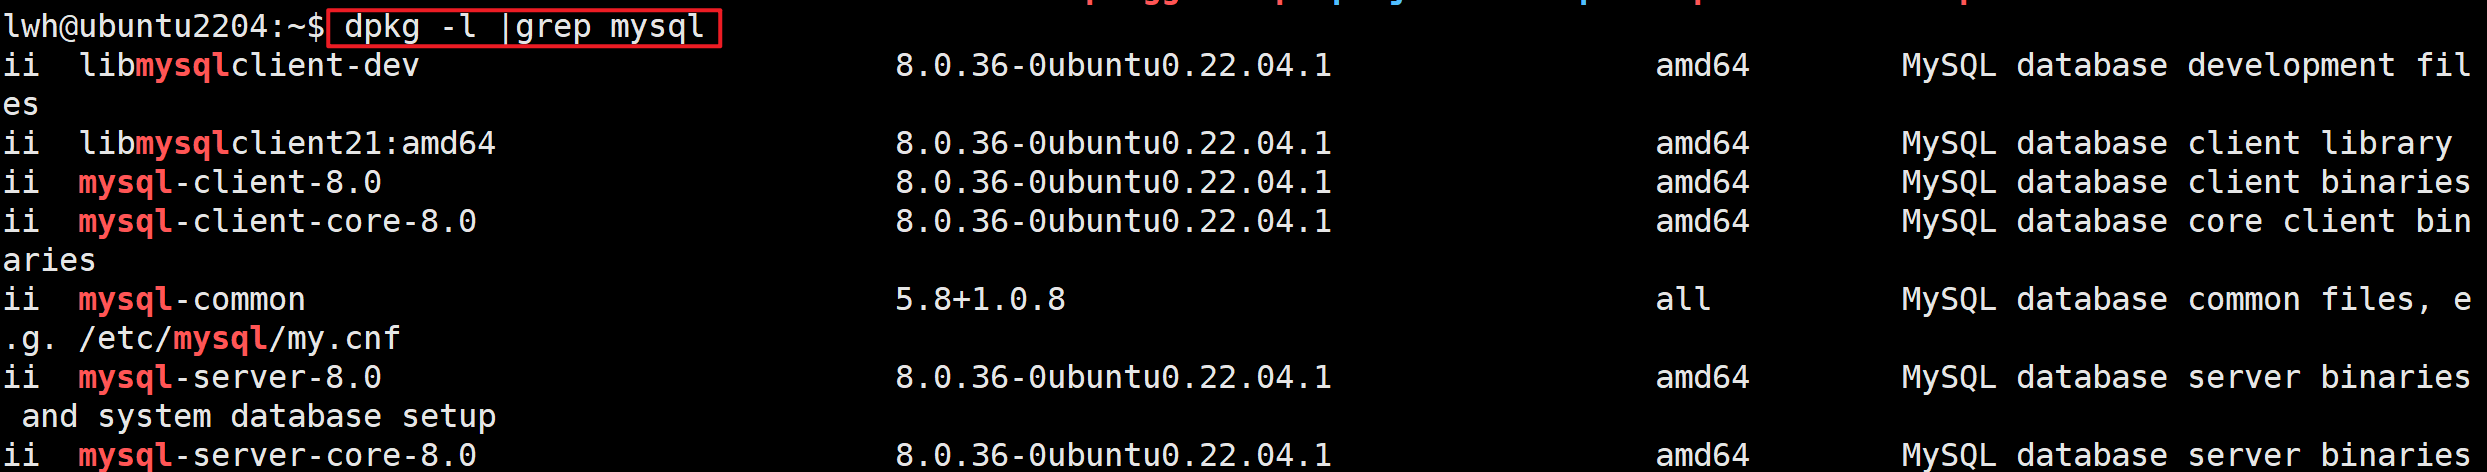 lwh@ubuntu2204:~$ dpkg -l |grep mysql
ii  libmysqlclient-dev                         8.0.36-0ubuntu0.22.04.1                 amd64        MySQL database development fil
es
ii  libmysqlclient21:amd64                     8.0.36-0ubuntu0.22.04.1                 amd64        MySQL database client library
ii  mysql-client-8.0                           8.0.36-0ubuntu0.22.04.1                 amd64        MySQL database client binaries
ii  mysql-client-core-8.0                      8.0.36-0ubuntu0.22.04.1                 amd64        MySQL database core client bin
aries
ii  mysql-common                               5.8+1.0.8                               all          MySQL database common files, e
.g. /etc/mysql/my.cnf
ii  mysql-server-8.0                           8.0.36-0ubuntu0.22.04.1                 amd64        MySQL database server binaries
 and system database setup
ii  mysql-server-core-8.0                      8.0.36-0ubuntu0.22.04.1                 amd64        MySQL database server binaries